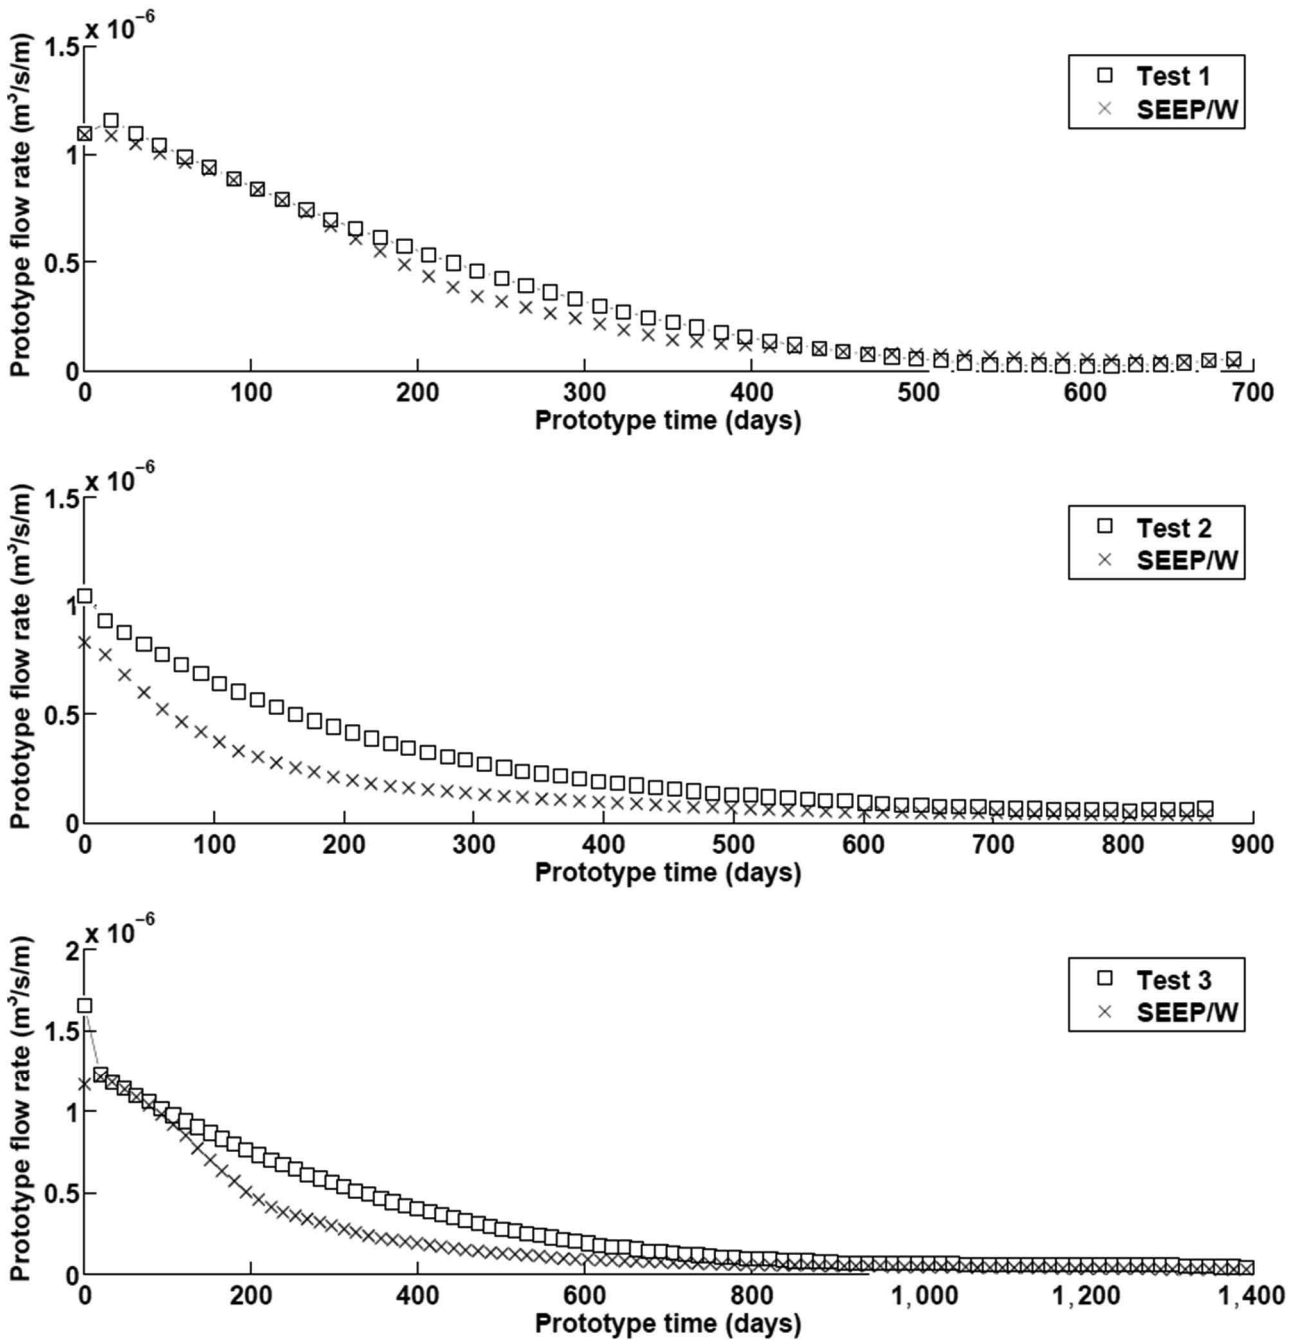 x 10⁻⁶
1.5
1
0.5
0
Prototype flow rate (m³/s/m)
Test 1
SEEP/W
0 100 200 300 400 500 600 700
Prototype time (days)
x 10⁻⁶
1.5
1
0.5
0
Prototype flow rate (m³/s/m)
Test 2
SEEP/W
0 100 200 300 400 500 600 700 800 900
Prototype time (days)
x 10⁻⁶
2
1.5
1
0.5
0
Prototype flow rate (m³/s/m)
Test 3
SEEP/W
0 200 400 600 800 1,000 1,200 1,400
Prototype time (days)